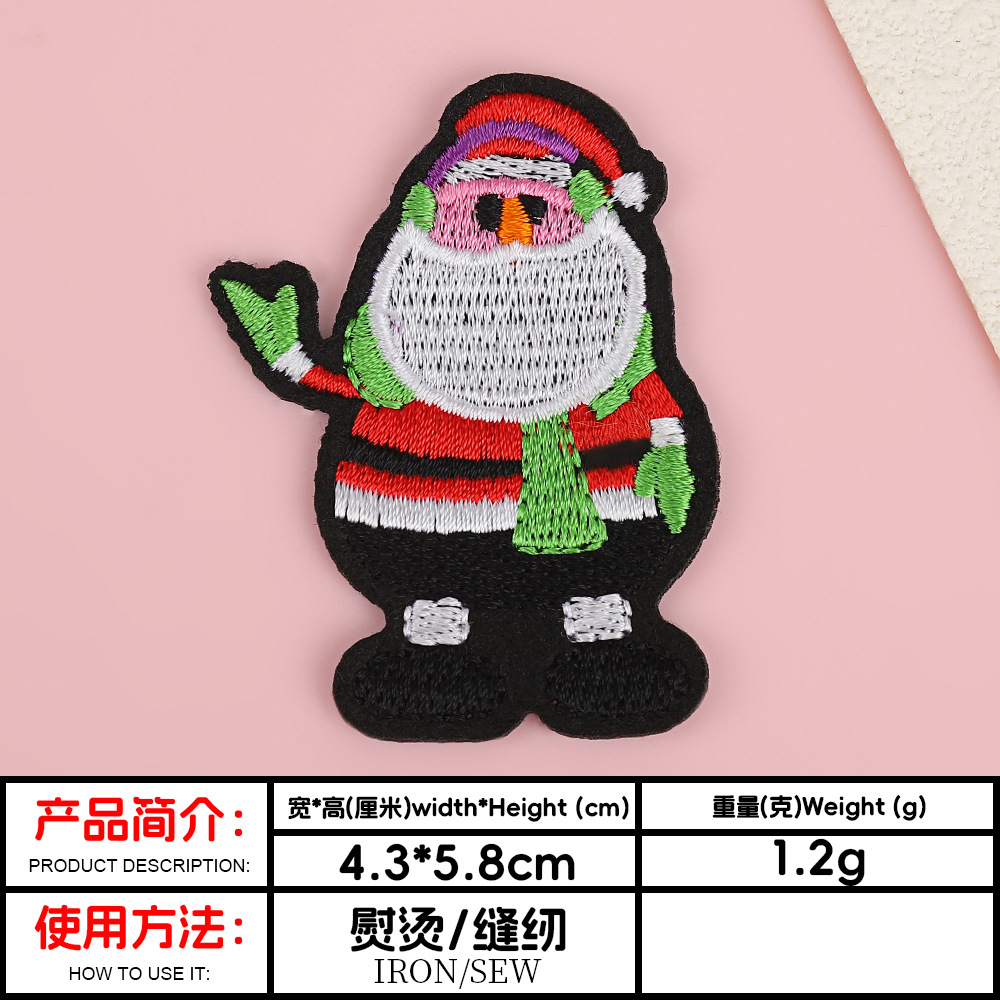 产品简介:
PRODUCT DESCRIPTION:
宽*高(厘米)width*Height (cm)
重量(克)Weight (g)
4.3*5.8cm
1.2g
使用方法:
HOW TO USE IT:
熨烫/缝纫
IRON/SEW